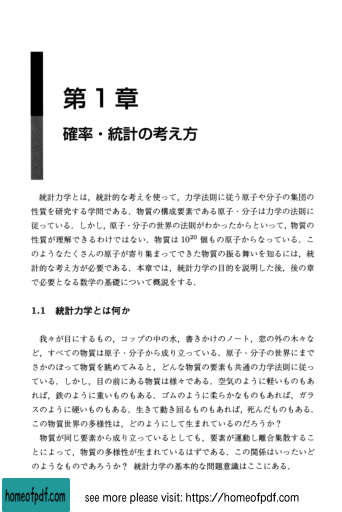 第1章
確率・統計の考え方
統計力学とは，統計的な考えを使って，力学法則に従う原子や分子の集団の
性質を研究する学問である．物質の構成要素である原子・分子は力学の法則に
従っている．しかし，原子・分子の世界の法則がわかったからといって，物質の
性質が理解できるわけではない．物質は 10²⁰ 個もの原子からなっている．こ
のようなたくさんの原子が寄り集まってできた物質の振る舞いを知るには，統
計的な考え方が必要である．本章では，統計力学の目的を説明した後，後の章
で必要となる数学の基礎について概説する．
1.1 統計力学とは何か
我々が目にするもの，コップの中の水，書きかけのノート，窓の外の木々な
ど，すべての物質は原子・分子から成り立っている．原子・分子の世界にまで
さかのぼって物質を眺めてみると，どんな物質の要素も共通の力学法則に従っ
ている．しかし，目の前にある物質は様々である．空気のように軽いものもあ
れば，鉄のように重いものもある．ゴムのように柔らかなものもあれば，ガラ
スのように硬いものもある．生きて動き回るものもあれば，死んだものもある．
この物質世界の多様性は，どのようにして生まれているのだろうか？
物質が同じ要素から成り立っているとしても，要素が運動し離合集散するこ
とによって，物質の多様性が生まれているはずである．この関係はいったいど
のようなものであろうか？ 統計力学の基本的な問題意識はここにある．
homeofpdf.com
see more please visit: https://homeofpdf.com